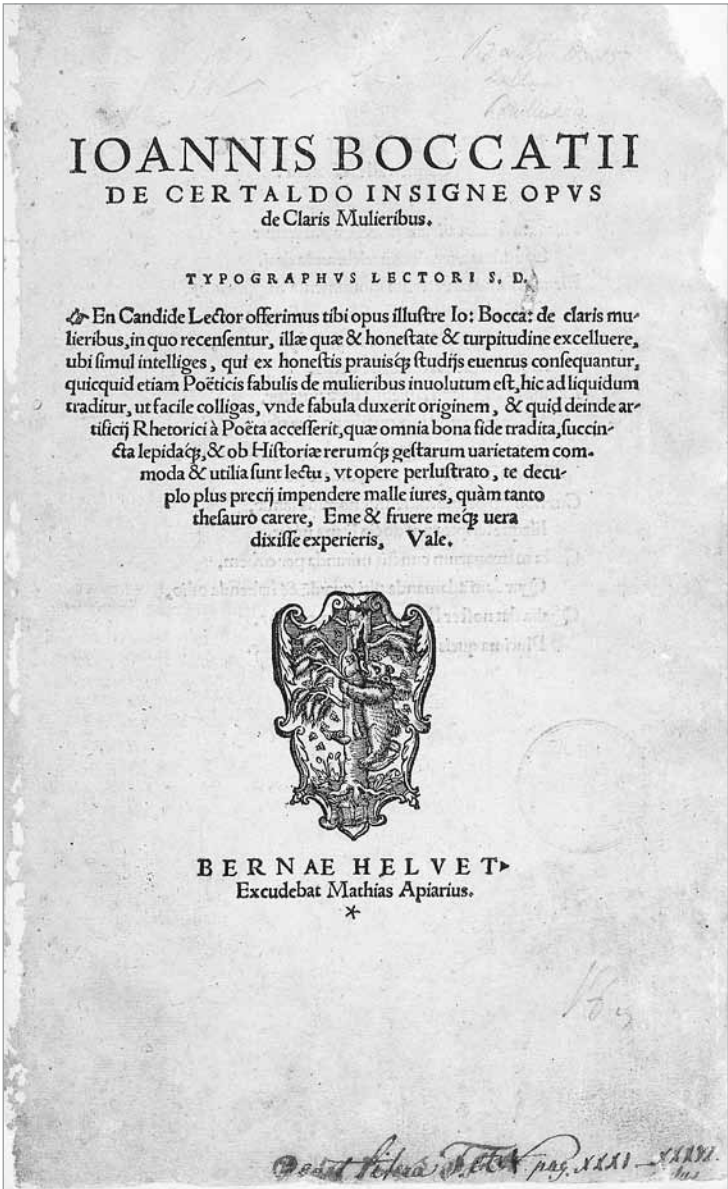 IOANNIS BOCCATII
DE CERTALDO INSIGNE OPVS
de Claris Mulieribus.
TYPOGRAPHVS LECTORI S. D.
☞ En Candide Lector offerimus tibi opus illustre Io: Bocca: de claris mu-
lieribus, in quo recensentur, illæ quæ & honestate & turpitudine excelluere,
ubi simul intelliges, qui ex honestis prauisq́ꝫ studijs euentus consequantur,
quicquid etiam Poëticis fabulis de mulieribus inuolutum est, hic ad liquidum
traditur, ut facile colligas, vnde fabula duxerit originem, & quid deinde ar-
tificij Rhetorici à Poëta accesserit, quæ omnia bona fide tradita, succin-
cta lepidaq́ꝫ, & ob Historiæ rerumq́ꝫ gestarum uarietatem com-
moda & utilia sunt lectu, vt opere perlustrato, te decu-
plo plus precij impendere malle iures, quàm tanto
thesauro carere, Eme & fruere meq́ꝫ uera
dixisse experieris, Vale.
BERNAE HELVET
Excudebat Mathias Apiarius.
*
pag. XXXI